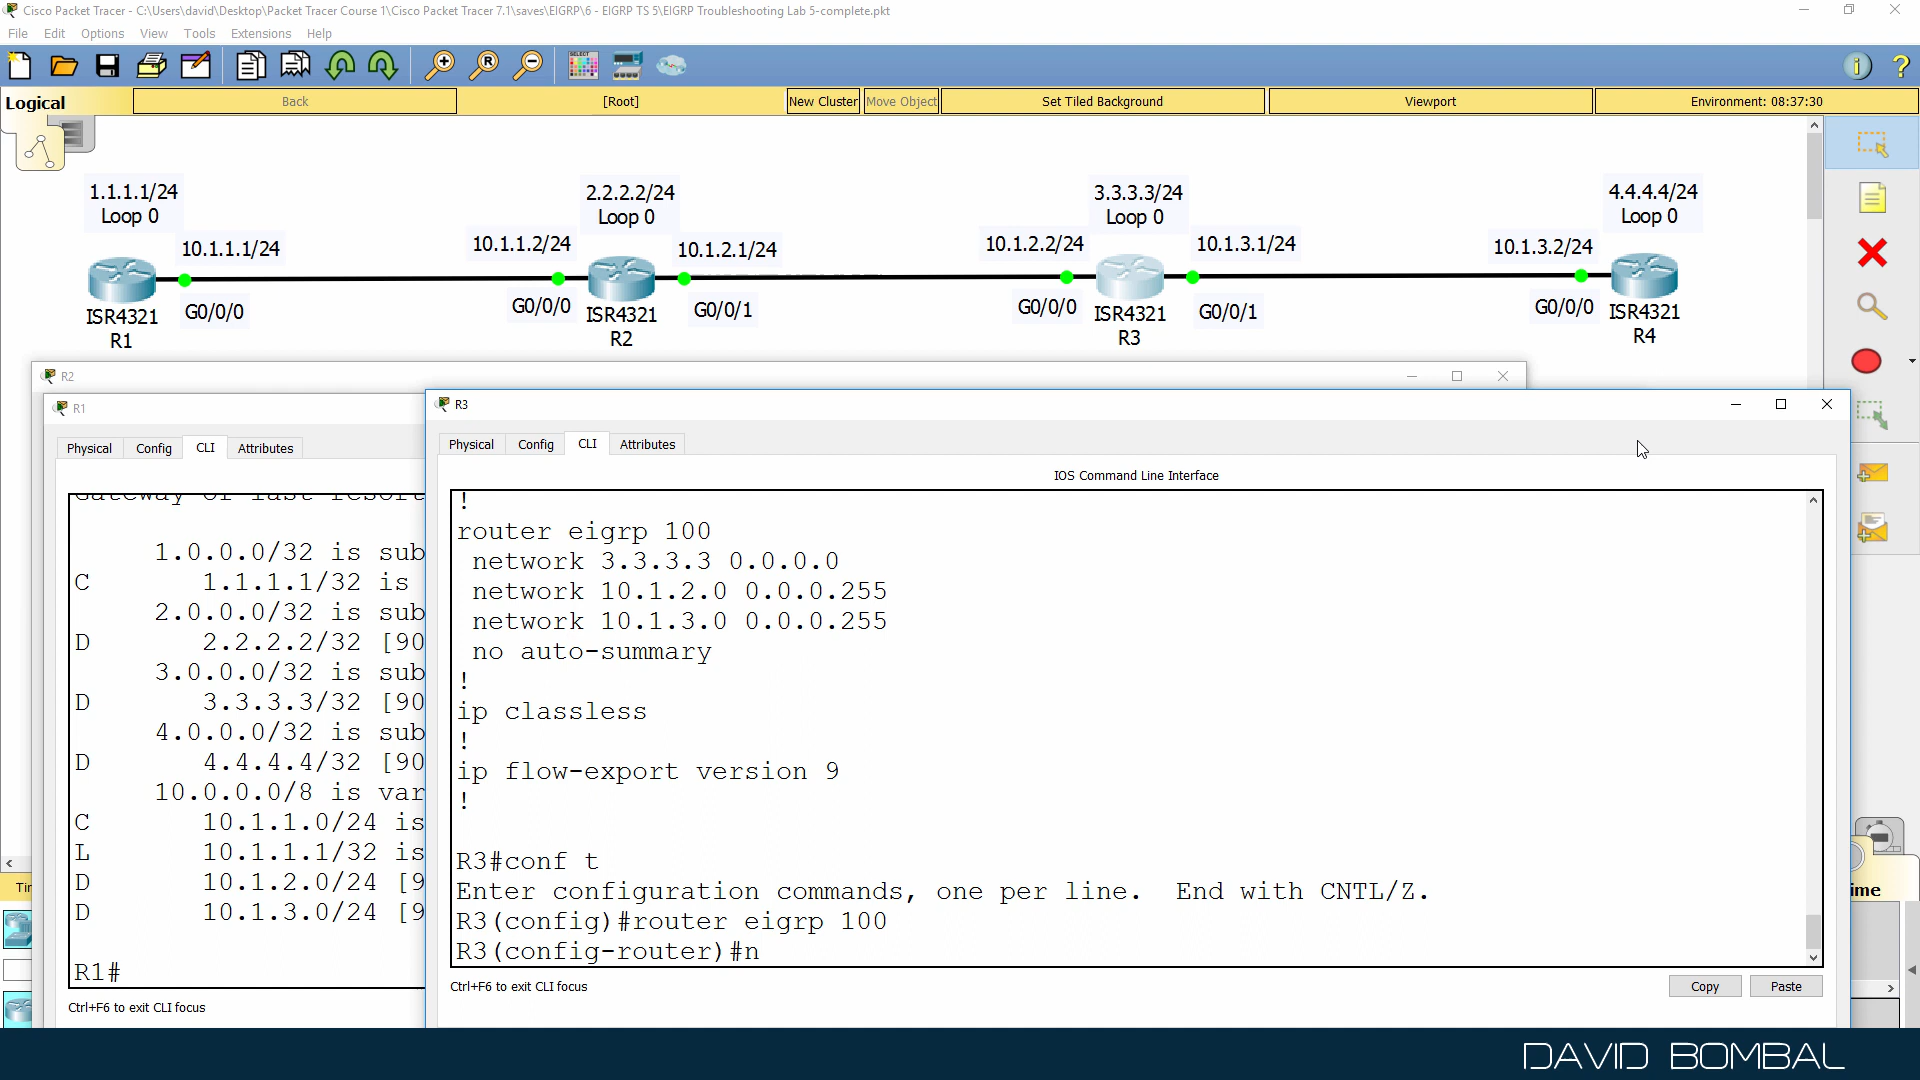 Cisco Packet Tracer - C:\Users\david\Desktop\Packet Tracer Course 1\Cisco Packet Tracer 7.1\saves\EIGRP\6 - EIGRP TS 5\EIGRP Troubleshooting Lab 5-complete.pkt
File Edit Options View Tools Extensions Help
SELECT
Logical Back [Root] New Cluster Move Object Set Tiled Background Viewport Environment: 08:37:30
1.1.1.1/24 2.2.2.2/24 3.3.3.3/24 4.4.4.4/24
Loop 0 Loop 0 Loop 0 Loop 0
10.1.1.1/24 10.1.1.2/24 10.1.2.1/24 10.1.2.2/24 10.1.3.1/24 10.1.3.2/24
G0/0/0 G0/0/0 G0/0/1 G0/0/0 G0/0/1 G0/0/0
ISR4321 ISR4321 ISR4321 ISR4321
R1 R2 R3 R4
R2
R1
Physical Config CLI Attributes
Gateway of last resort
1.0.0.0/32 is sub
C 1.1.1.1/32 is
2.0.0.0/32 is sub
D 2.2.2.2/32 [90
3.0.0.0/32 is sub
D 3.3.3.3/32 [90
4.0.0.0/32 is sub
D 4.4.4.4/32 [90
10.0.0.0/8 is var
C 10.1.1.0/24 is
L 10.1.1.1/32 is
D 10.1.2.0/24 [9
D 10.1.3.0/24 [9
R1#
Ctrl+F6 to exit CLI focus
R3
Physical Config CLI Attributes
IOS Command Line Interface
!
router eigrp 100
network 3.3.3.3 0.0.0.0
network 10.1.2.0 0.0.0.255
network 10.1.3.0 0.0.0.255
no auto-summary
!
ip classless
!
ip flow-export version 9
!
R3#conf t
Enter configuration commands, one per line. End with CNTL/Z.
R3(config)#router eigrp 100
R3(config-router)#n
Ctrl+F6 to exit CLI focus
Copy Paste
DAVID BOMBAL